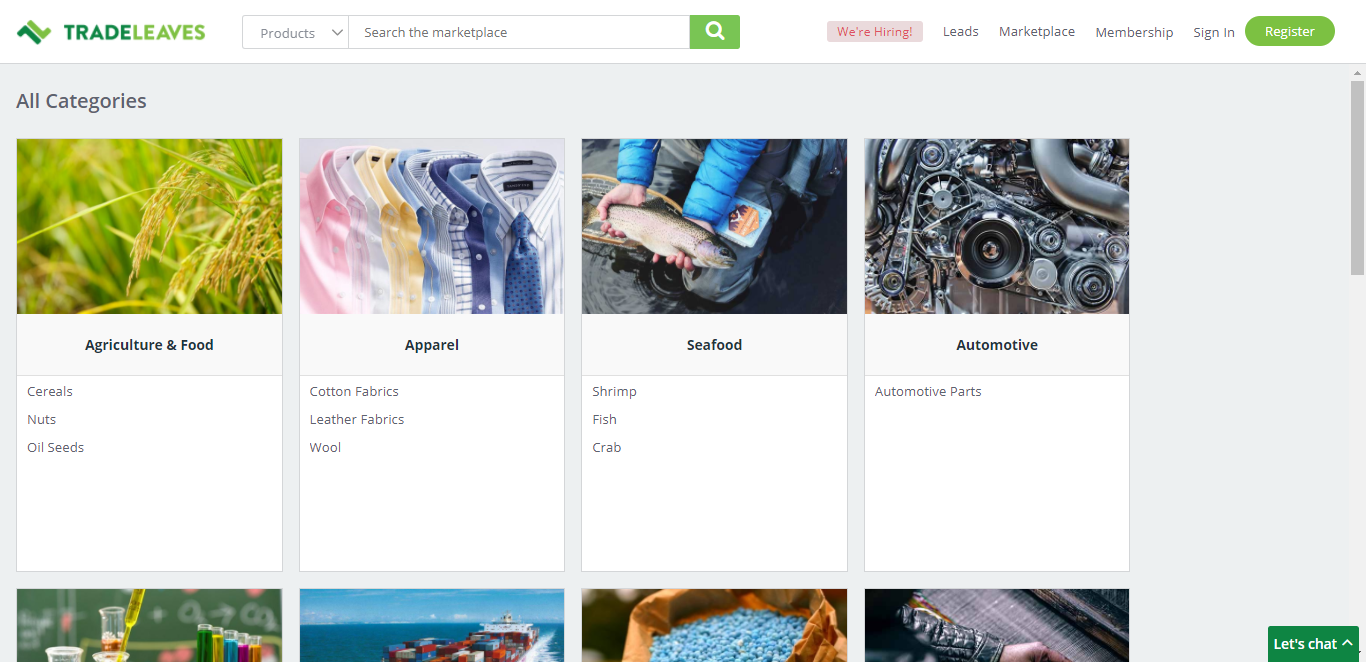 TRADELEAVES
Products
Search the marketplace
We're Hiring!
Leads
Marketplace
Membership
Sign In
Register
All Categories
Agriculture & Food
Cereals
Nuts
Oil Seeds
Apparel
Cotton Fabrics
Leather Fabrics
Wool
Seafood
Shrimp
Fish
Crab
Automotive
Automotive Parts
Let's chat